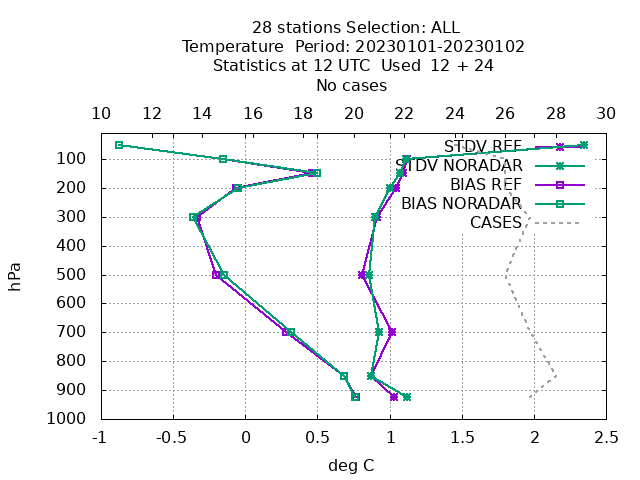 28 stations Selection: ALL
Temperature  Period: 20230101-20230102
Statistics at 12 UTC  Used  12 + 24
No cases
10 12 14 16 18 20 22 24 26 28 30
STDV REF
100
STDV NORADAR
200
BIAS REF
BIAS NORADAR
300
CASES
400
hPa
500
600
700
800
900
1000
-1 -0.5 0 0.5 1 1.5 2 2.5
deg C